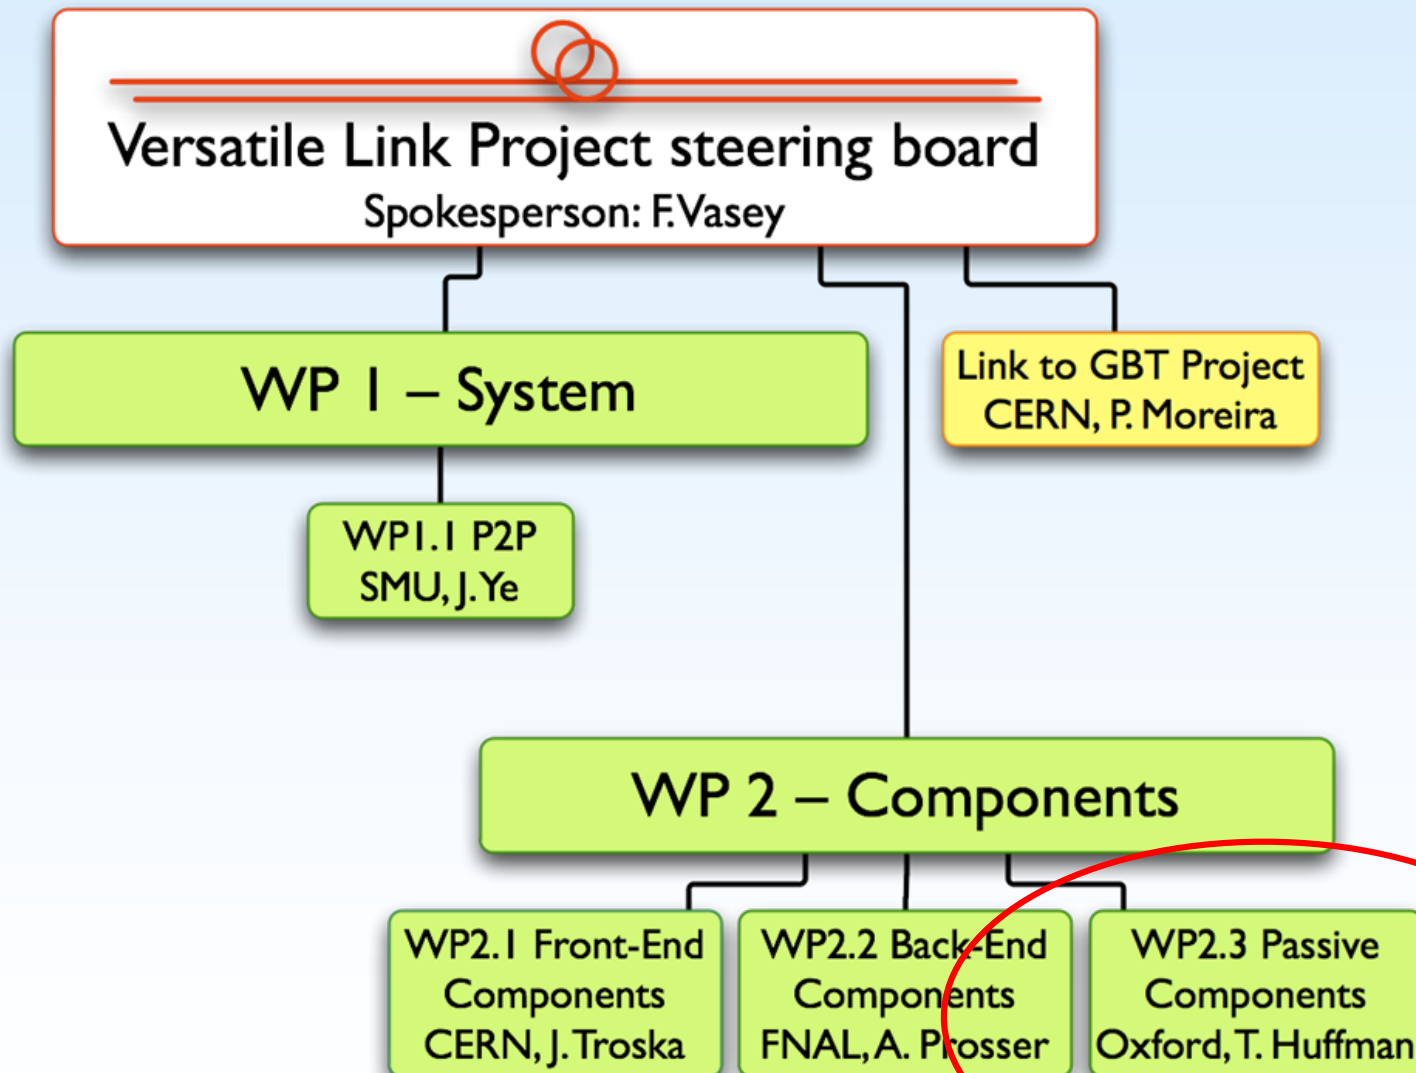 Versatile Link Project steering board
Spokesperson: F. Vasey
WP 1 – System
Link to GBT Project
CERN, P. Moreira
WP1.1 P2P
SMU, J. Ye
WP 2 – Components
WP2.1 Front-End
Components
CERN, J. Troska
WP2.2 Back-End
Components
FNAL, A. Prosser
WP2.3 Passive
Components
Oxford, T. Huffman